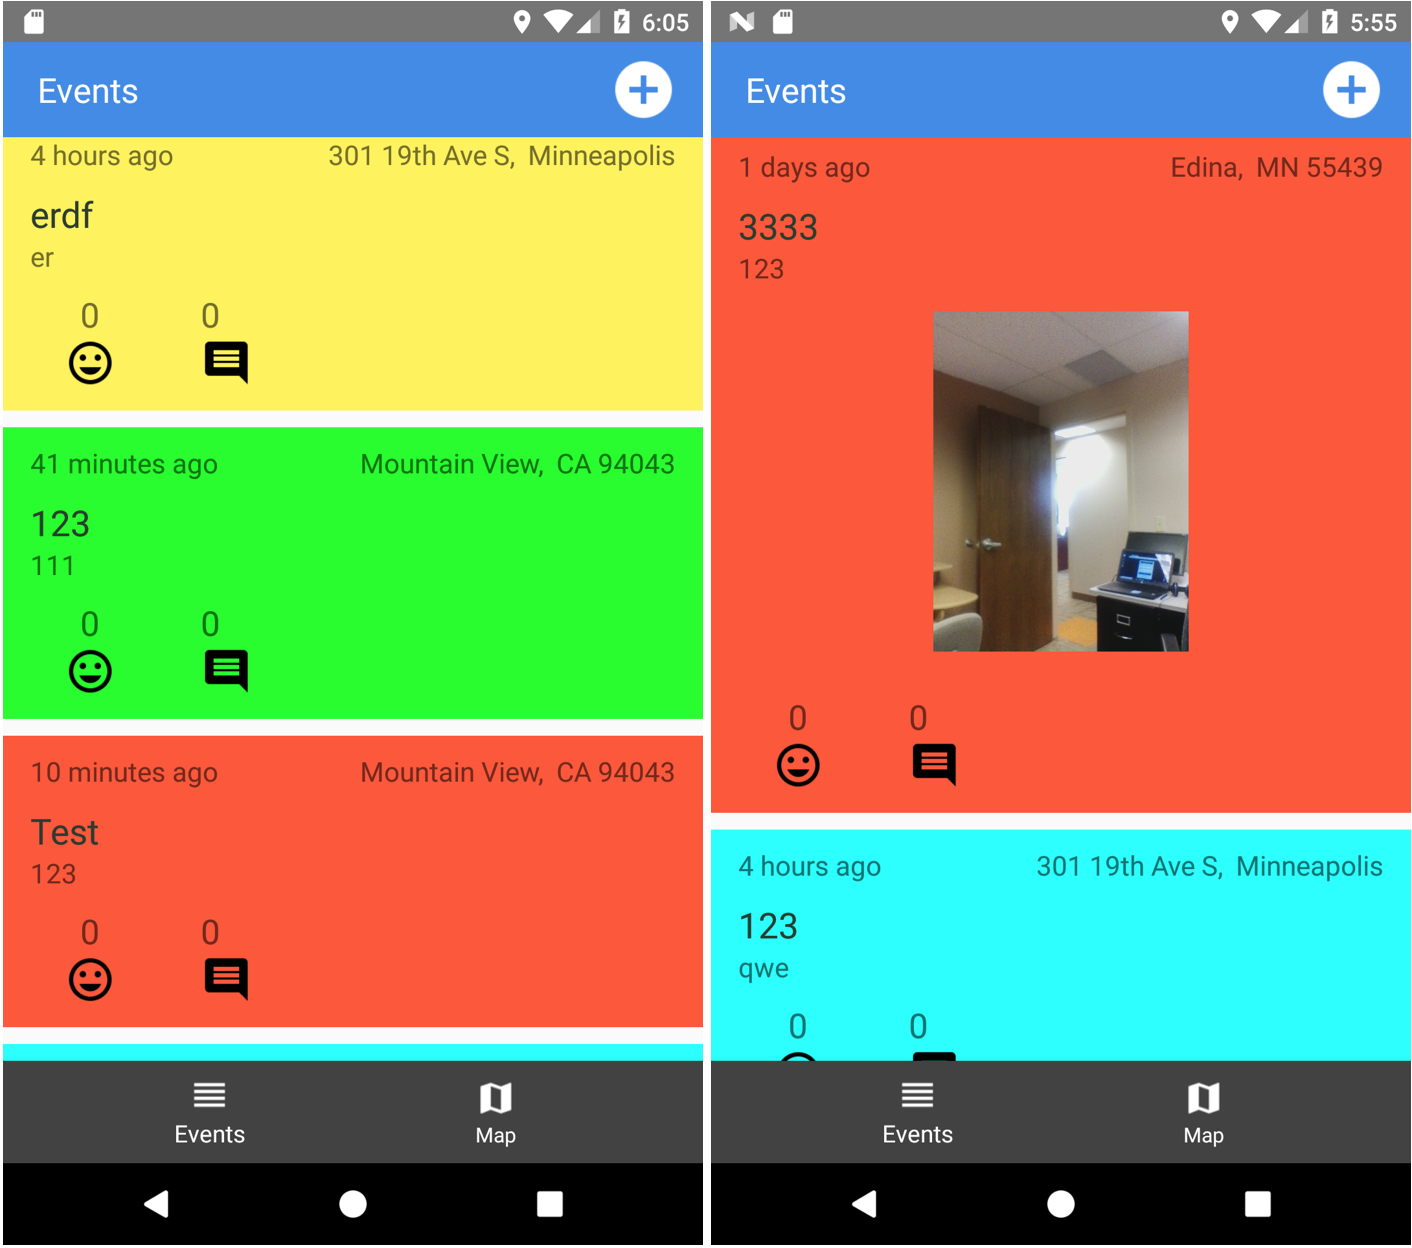 6:05
Events
4 hours ago 301 19th Ave S, Minneapolis
erdf
er
0 0
41 minutes ago Mountain View, CA 94043
123
111
0 0
10 minutes ago Mountain View, CA 94043
Test
123
0 0
Events Map
5:55
Events
1 days ago Edina, MN 55439
3333
123
0 0
4 hours ago 301 19th Ave S, Minneapolis
123
qwe
0 0
Events Map